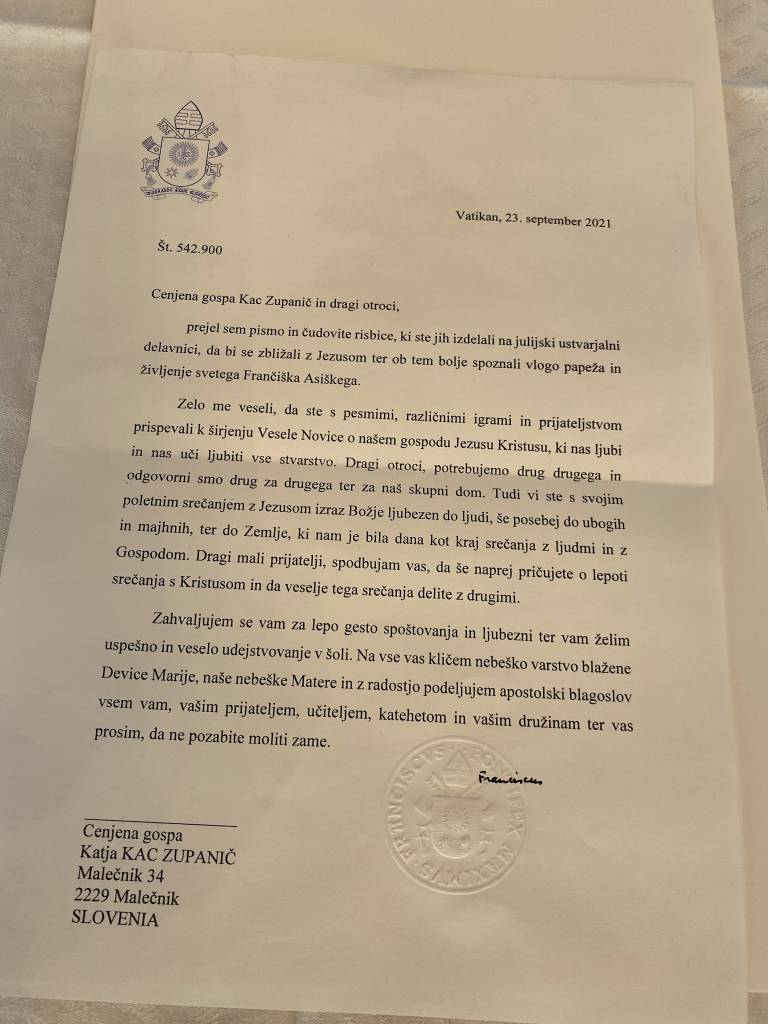 MISERANDO ATQUE ELIGENDO
Vatikan, 23. september 2021
Št. 542.900
Cenjena gospa Kac Zupanič in dragi otroci,
prejel sem pismo in čudovite risbice, ki ste jih izdelali na julijski ustvarjalni
delavnici, da bi se zbližali z Jezusom ter ob tem bolje spoznali vlogo papeža in
življenje svetega Frančiška Asiškega.
Zelo me veseli, da ste s pesmimi, različnimi igrami in prijateljstvom
prispevali k širjenju Vesele Novice o našem gospodu Jezusu Kristusu, ki nas ljubi
in nas uči ljubiti vse stvarstvo. Dragi otroci, potrebujemo drug drugega in
odgovorni smo drug za drugega ter za naš skupni dom. Tudi vi ste s svojim
poletnim srečanjem z Jezusom izraz Božje ljubezen do ljudi, še posebej do ubogih
in majhnih, ter do Zemlje, ki nam je bila dana kot kraj srečanja z ljudmi in z
Gospodom. Dragi mali prijatelji, spodbujam vas, da še naprej pričujete o lepoti
srečanja s Kristusom in da veselje tega srečanja delite z drugimi.
Zahvaljujem se vam za lepo gesto spoštovanja in ljubezni ter vam želim
uspešno in veselo udejstvovanje v šoli. Na vse vas kličem nebeško varstvo blažene
Device Marije, naše nebeške Matere in z radostjo podeljujem apostolski blagoslov
vsem vam, vašim prijateljem, učiteljem, katehetom in vašim družinam ter vas
prosim, da ne pozabite moliti zame.
Franciscus
FRANCISCVS PONTIFEX MAXIMVS
Cenjena gospa
Katja KAC ZUPANIČ
Malečnik 34
2229 Malečnik
SLOVENIA